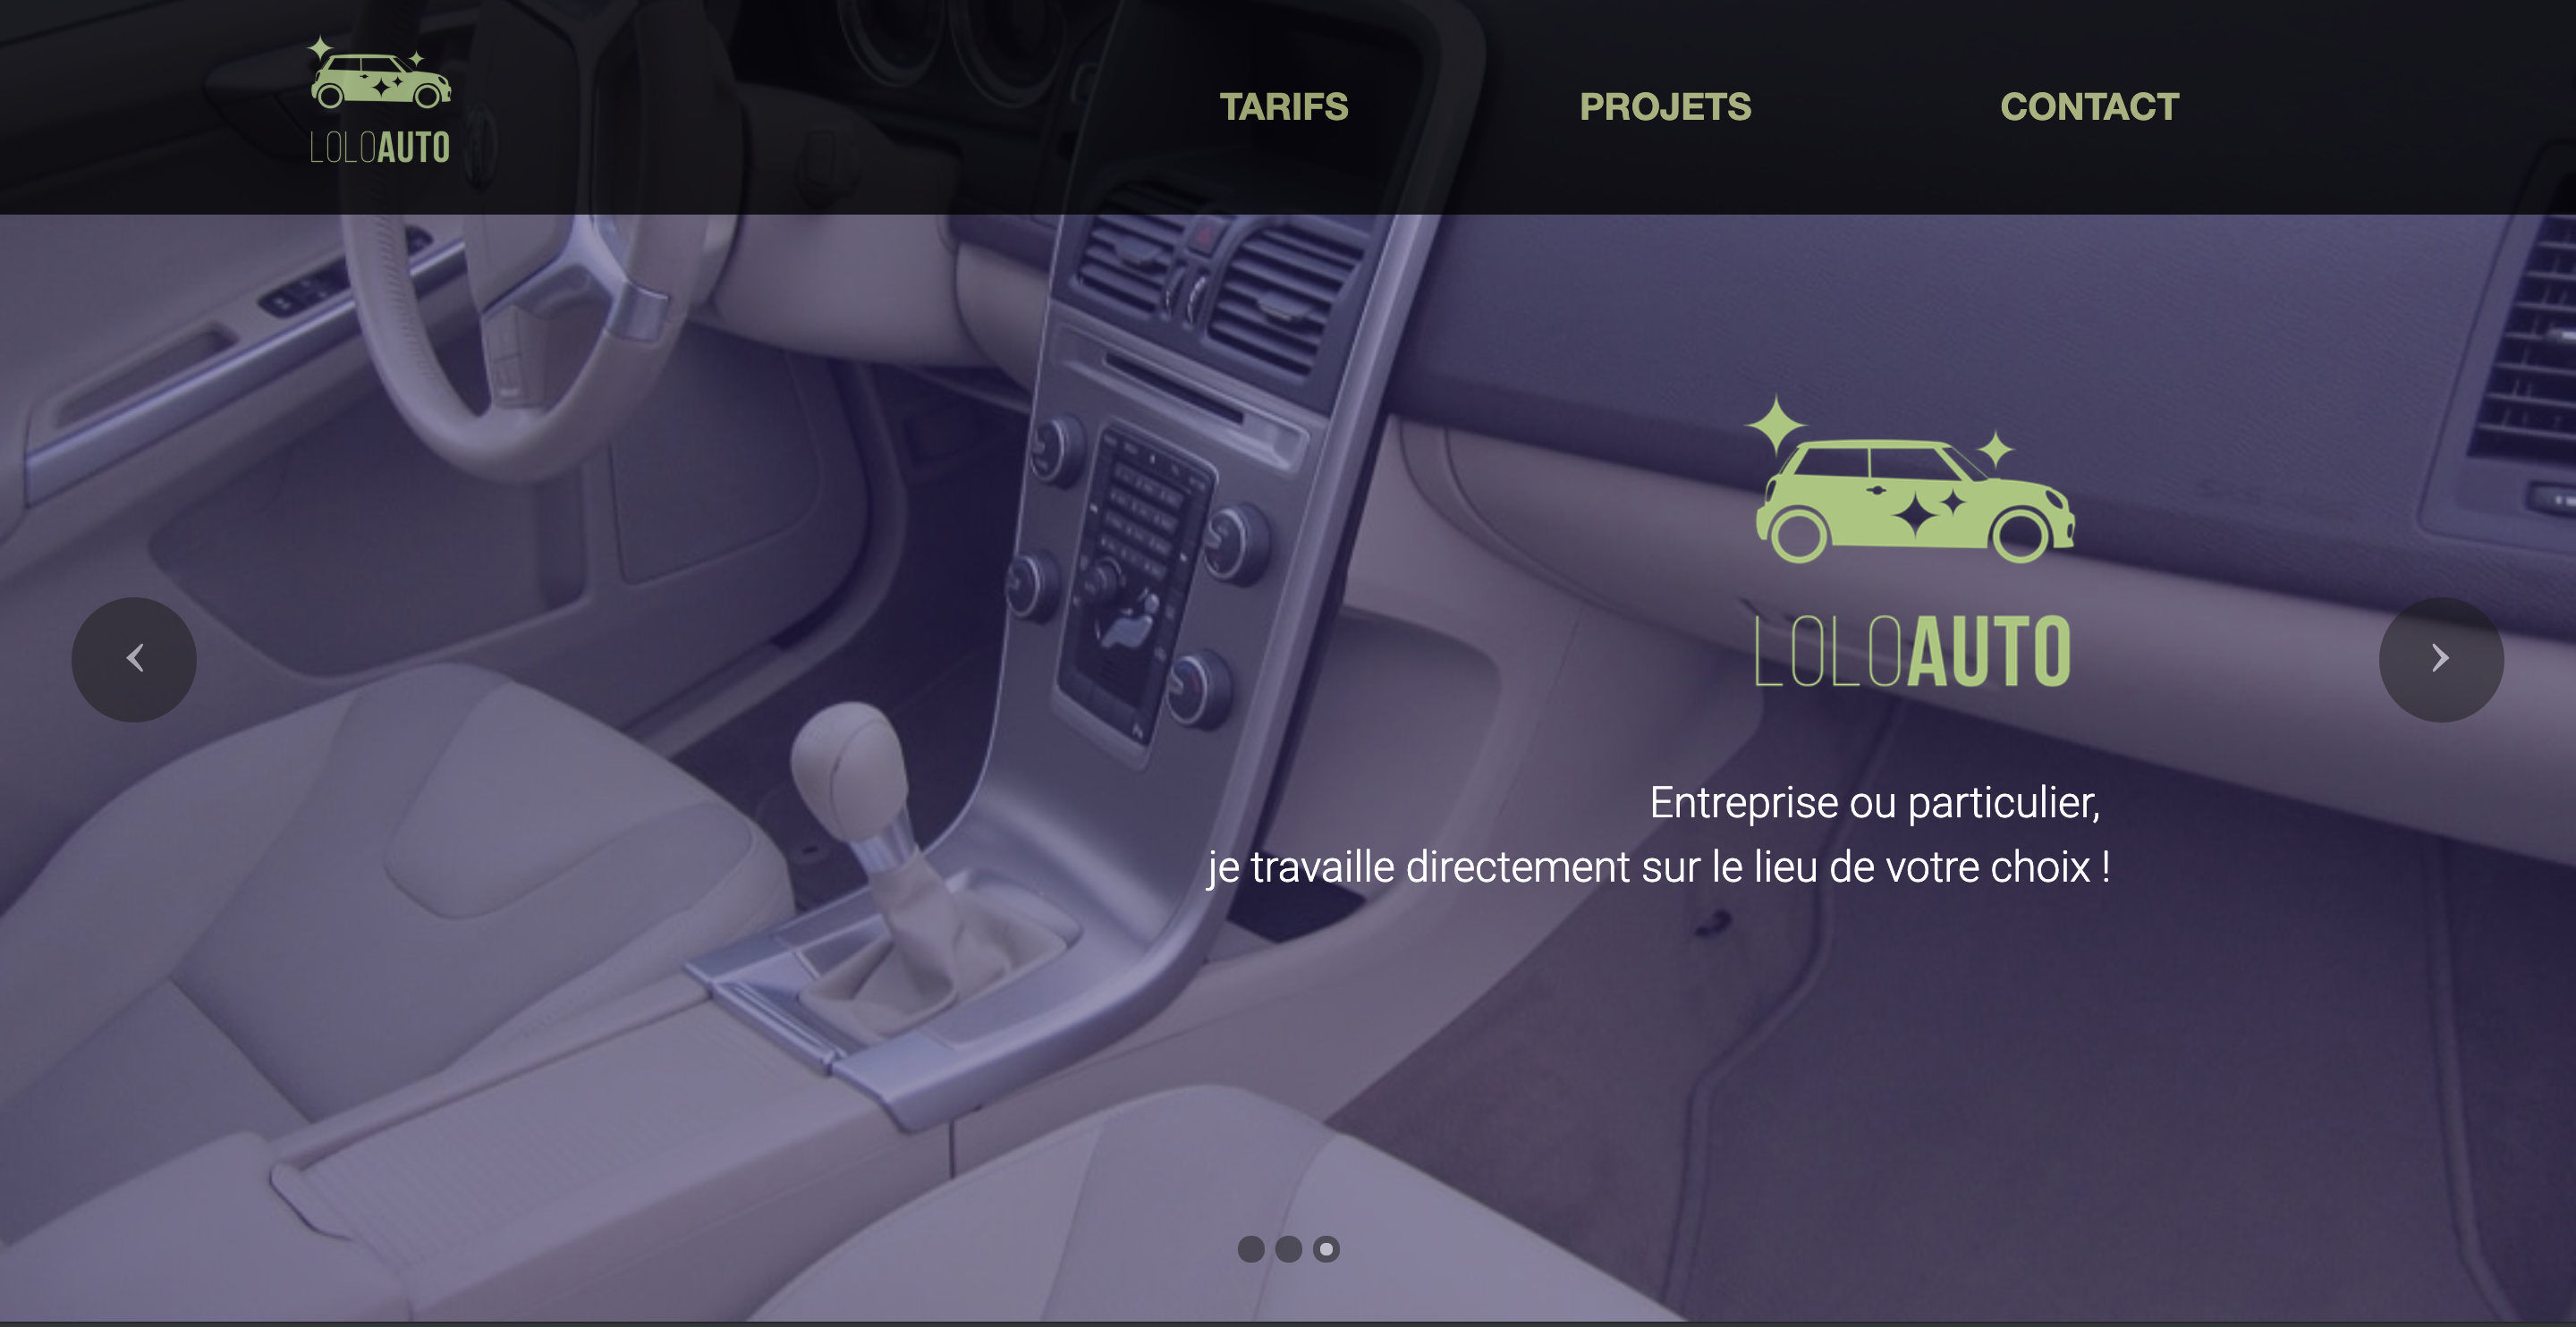 LOLOAUTO
TARIFS
PROJETS
CONTACT
LOLOAUTO
Entreprise ou particulier,
je travaille directement sur le lieu de votre choix !